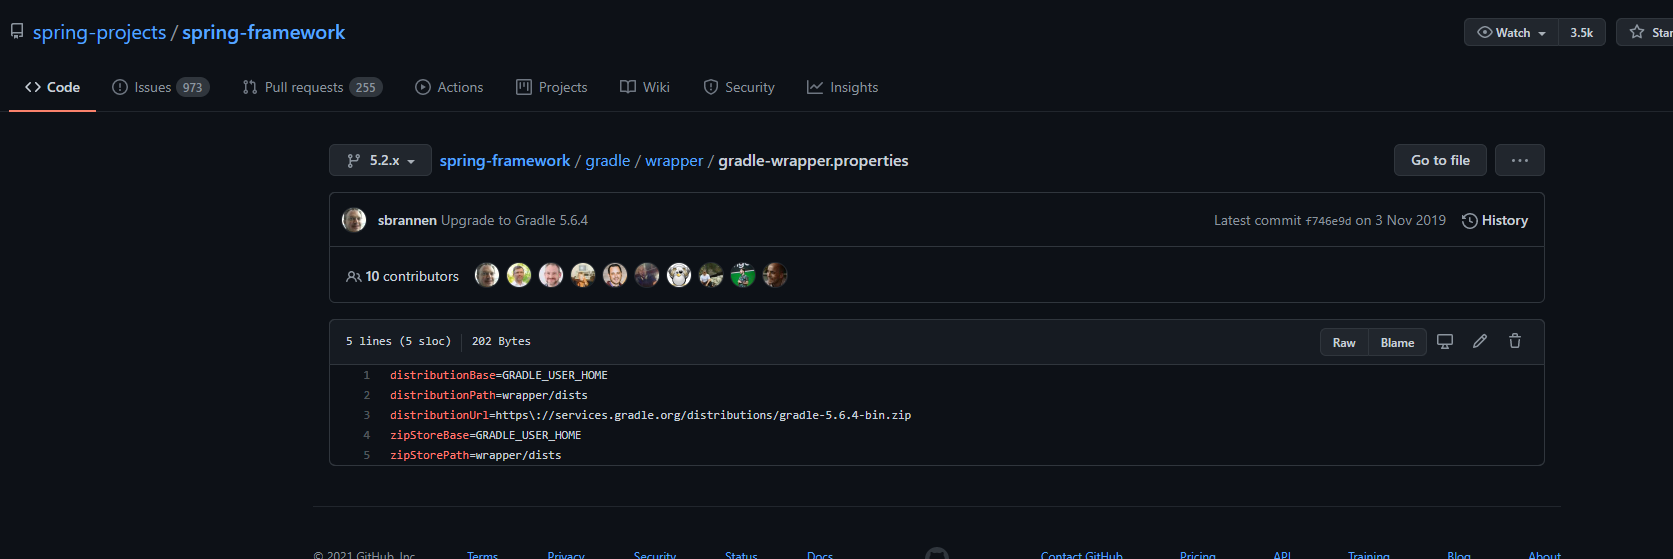 spring-projects / spring-framework
Watch 3.5k
Code Issues 973 Pull requests 255 Actions Projects Wiki Security Insights
5.2.x spring-framework / gradle / wrapper / gradle-wrapper.properties Go to file ...
sbrannen Upgrade to Gradle 5.6.4 Latest commit f746e9d on 3 Nov 2019 History
10 contributors
5 lines (5 sloc) 202 Bytes Raw Blame
1 distributionBase=GRADLE_USER_HOME
2 distributionPath=wrapper/dists
3 distributionUrl=https\://services.gradle.org/distributions/gradle-5.6.4-bin.zip
4 zipStoreBase=GRADLE_USER_HOME
5 zipStorePath=wrapper/dists
© 2021 GitHub, Inc. Terms Privacy Security Status Docs Contact GitHub Pricing API Training Blog About